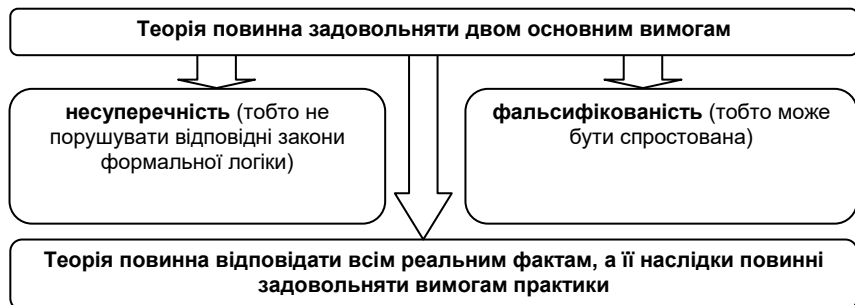 Теорія повинна задовольняти двом основним вимогам
несуперечність (тобто не
порушувати відповідні закони
формальної логіки)
фальсифікованість (тобто може
бути спростована)
Теорія повинна відповідати всім реальним фактам, а її наслідки повинні
задовольняти вимогам практики